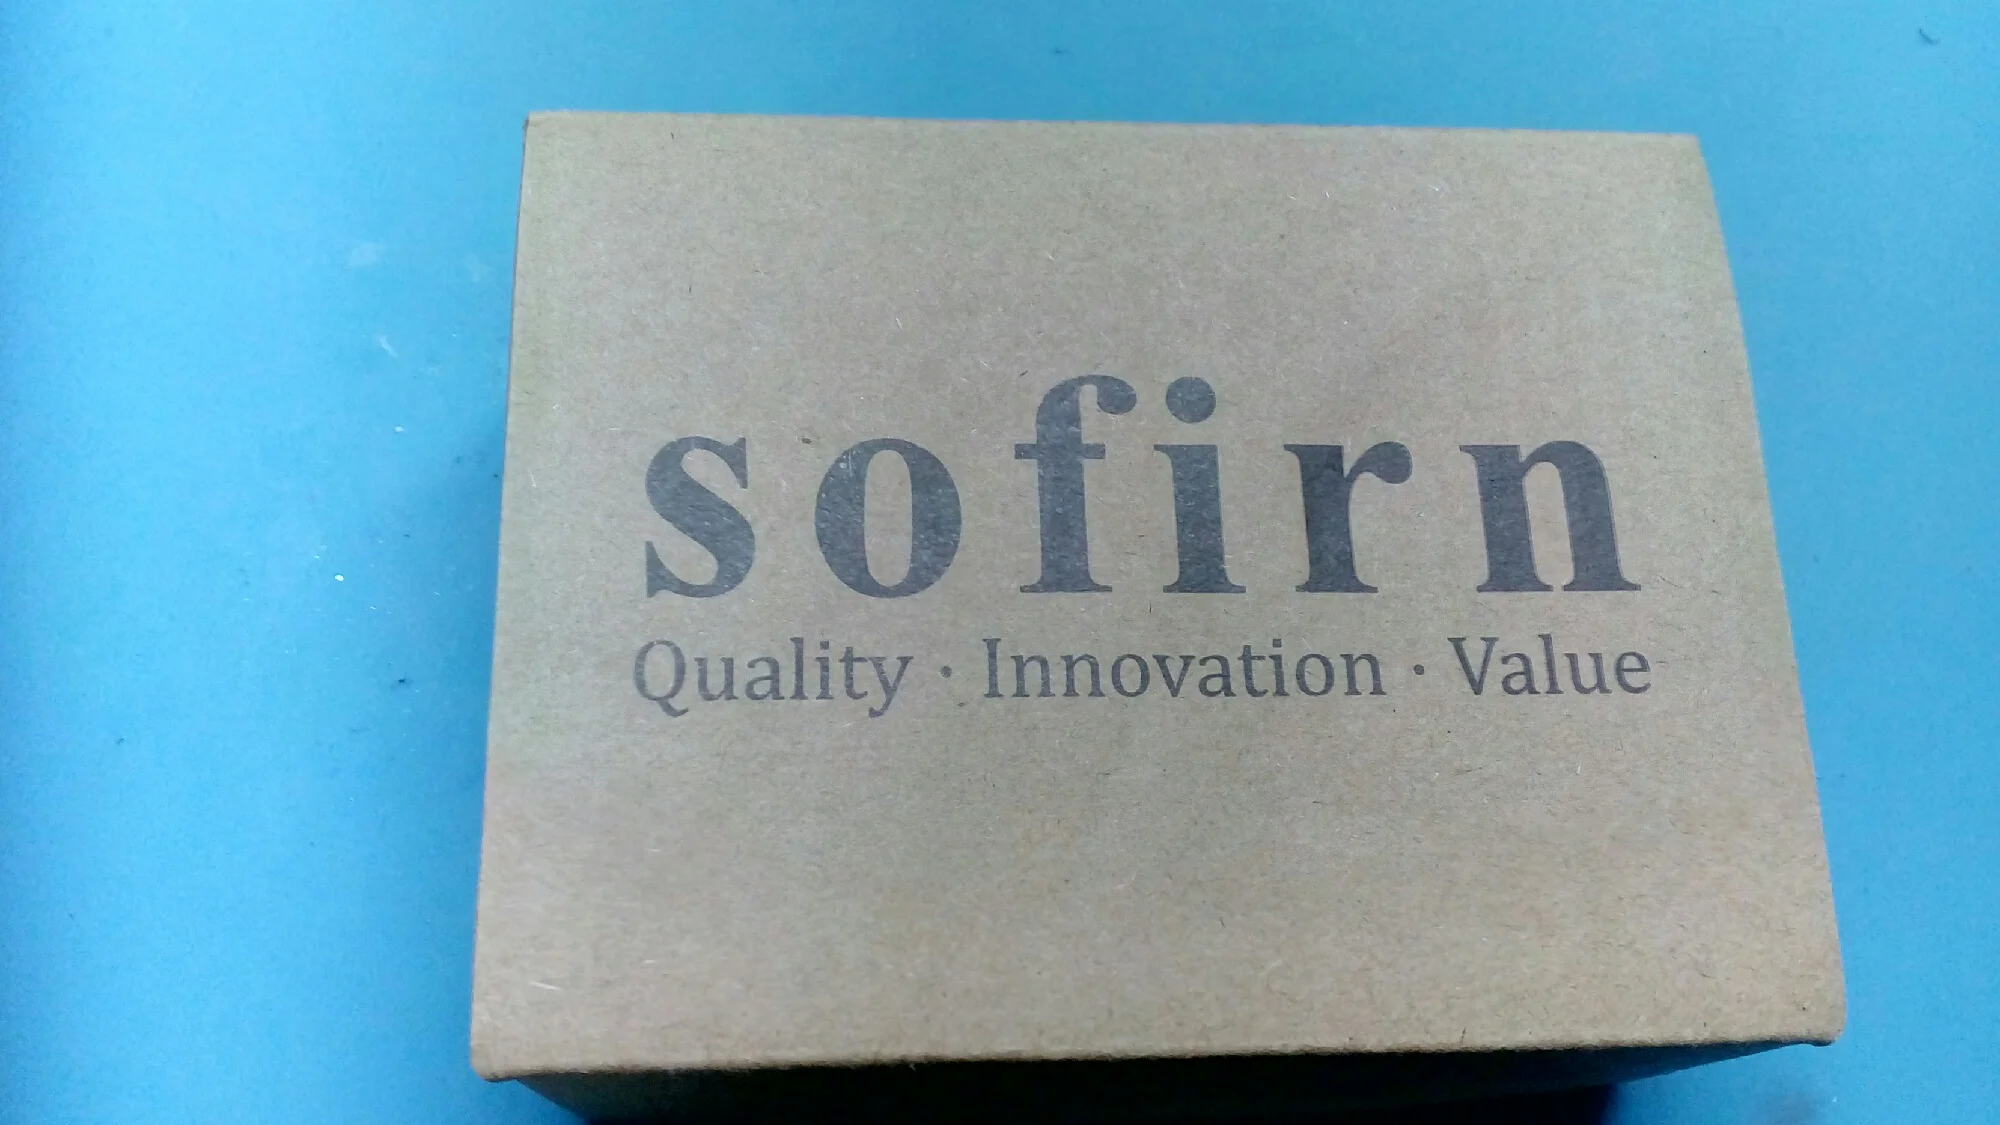 sofirn
Quality · Innovation · Value